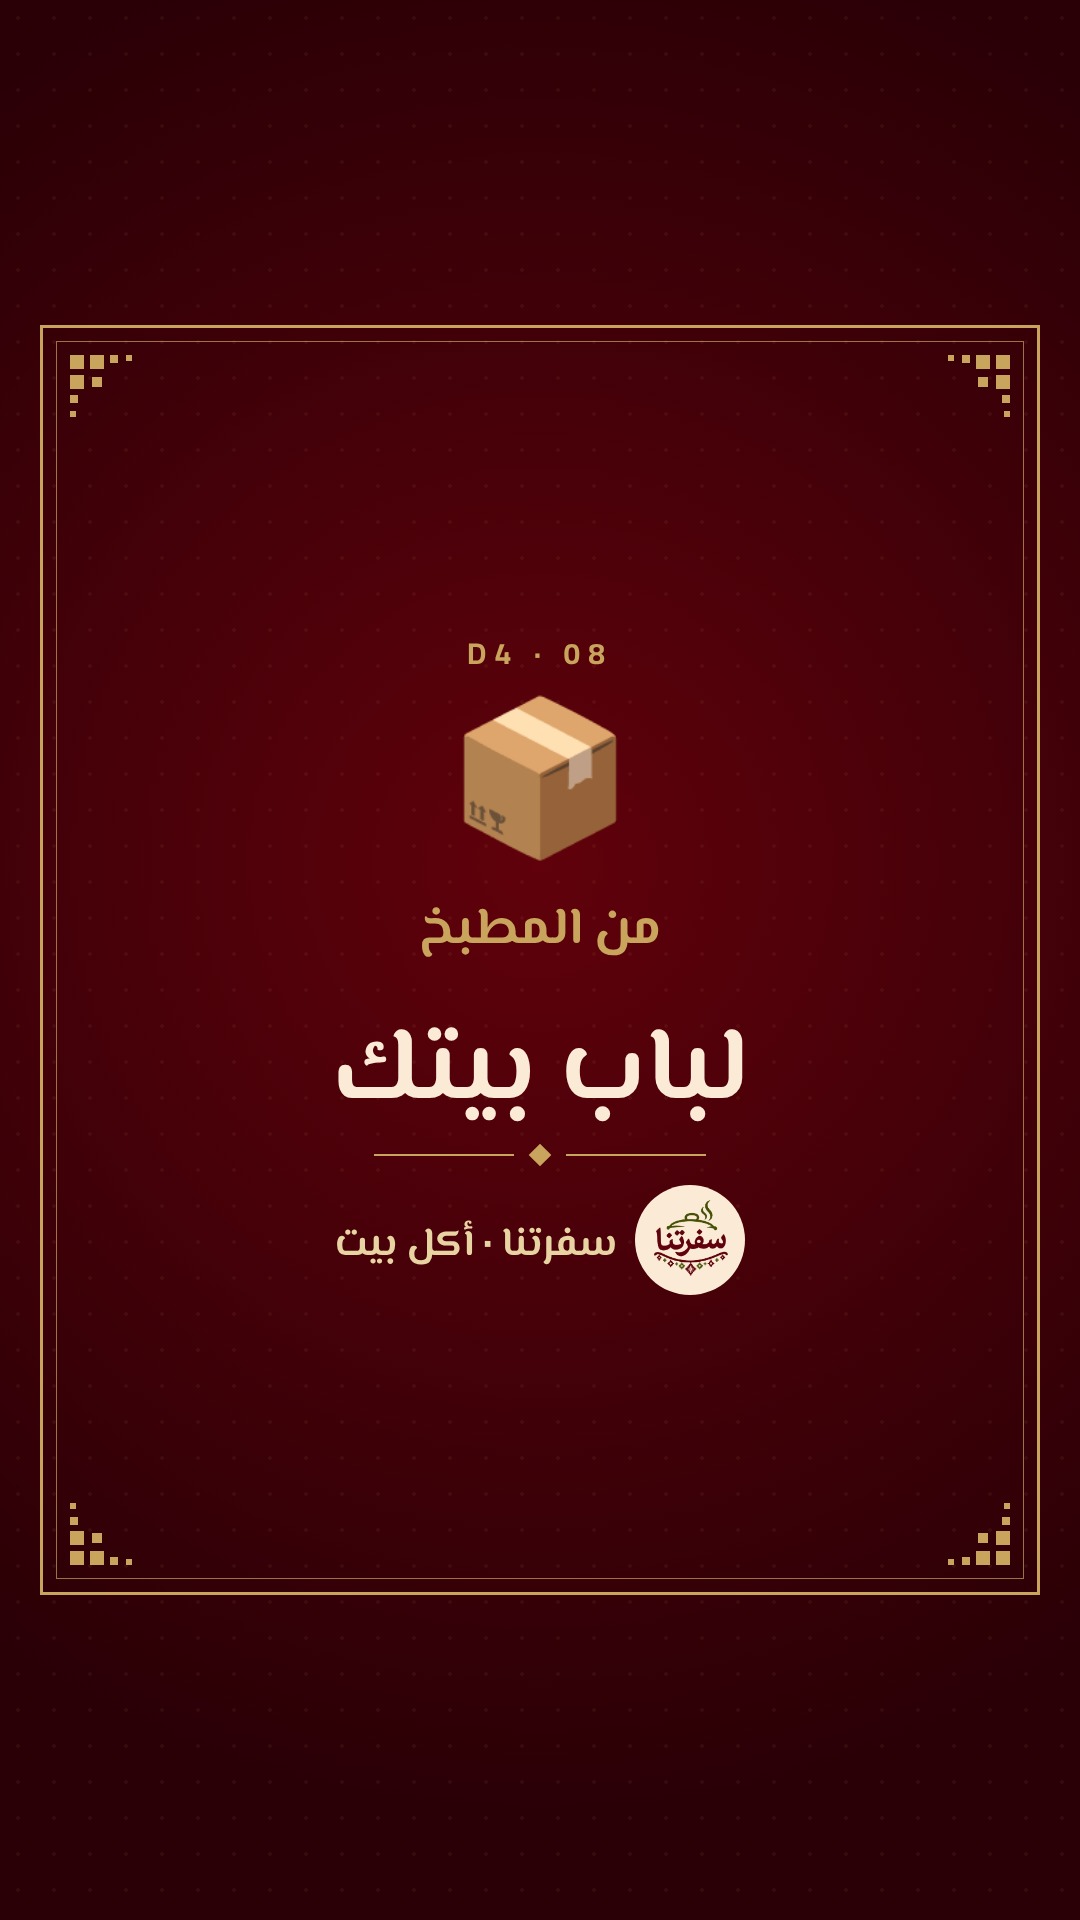 D4 · 08
من المطبخ
لباب بيتك
سفرتنا
سفرتنا · أكل بيت